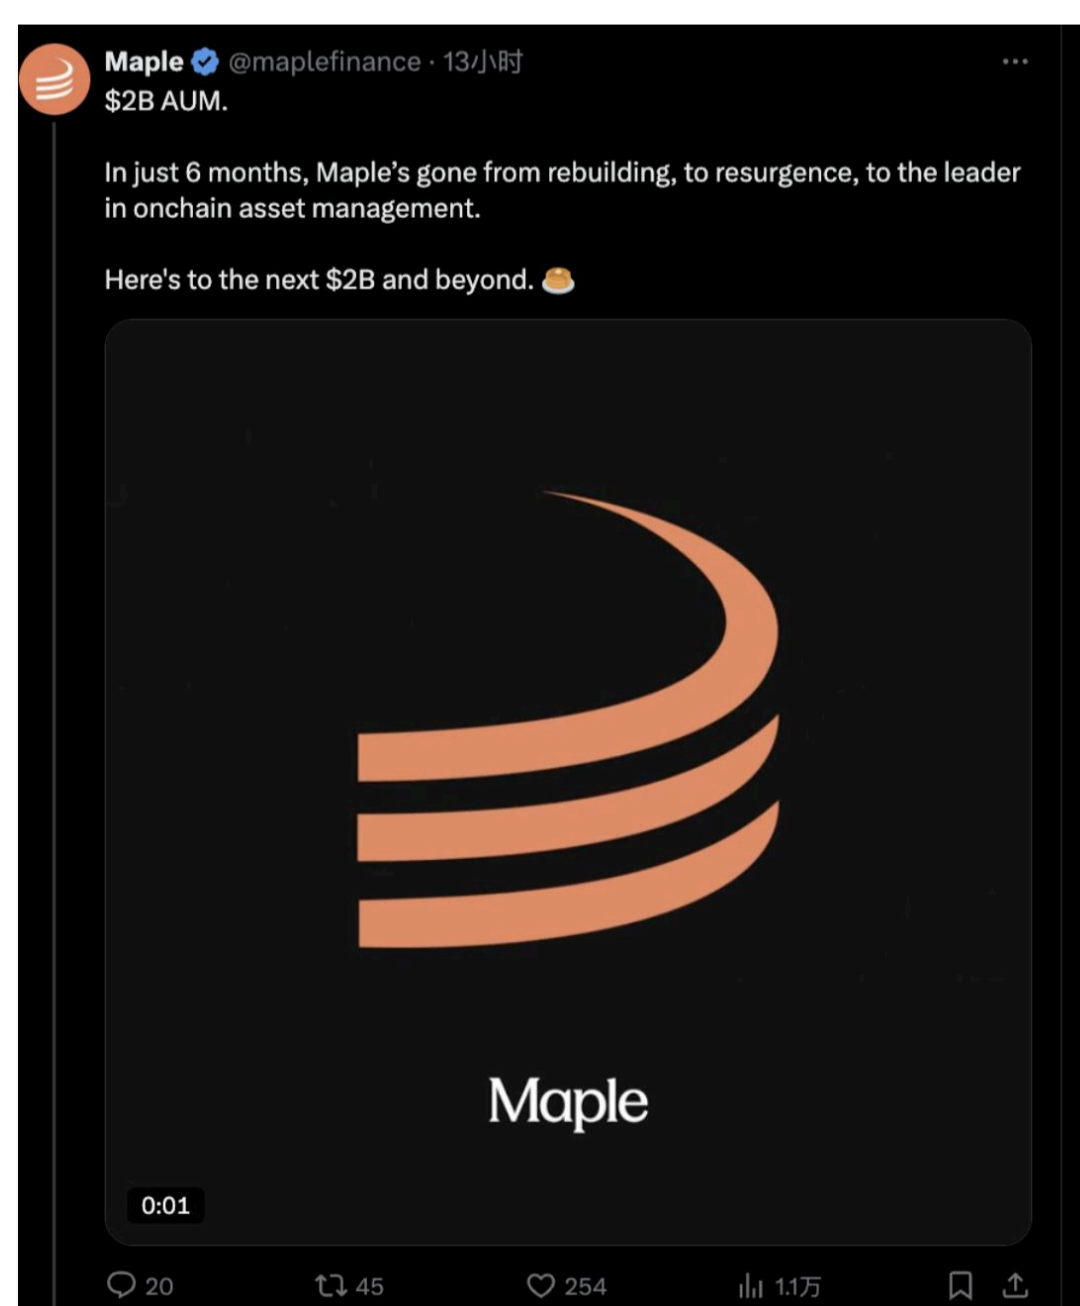 Maple @maplefinance · 13小时
$2B AUM.
In just 6 months, Maple’s gone from rebuilding, to resurgence, to the leader
in onchain asset management.
Here's to the next $2B and beyond. 🥞
Maple
0:01
20 45 254 1.1万